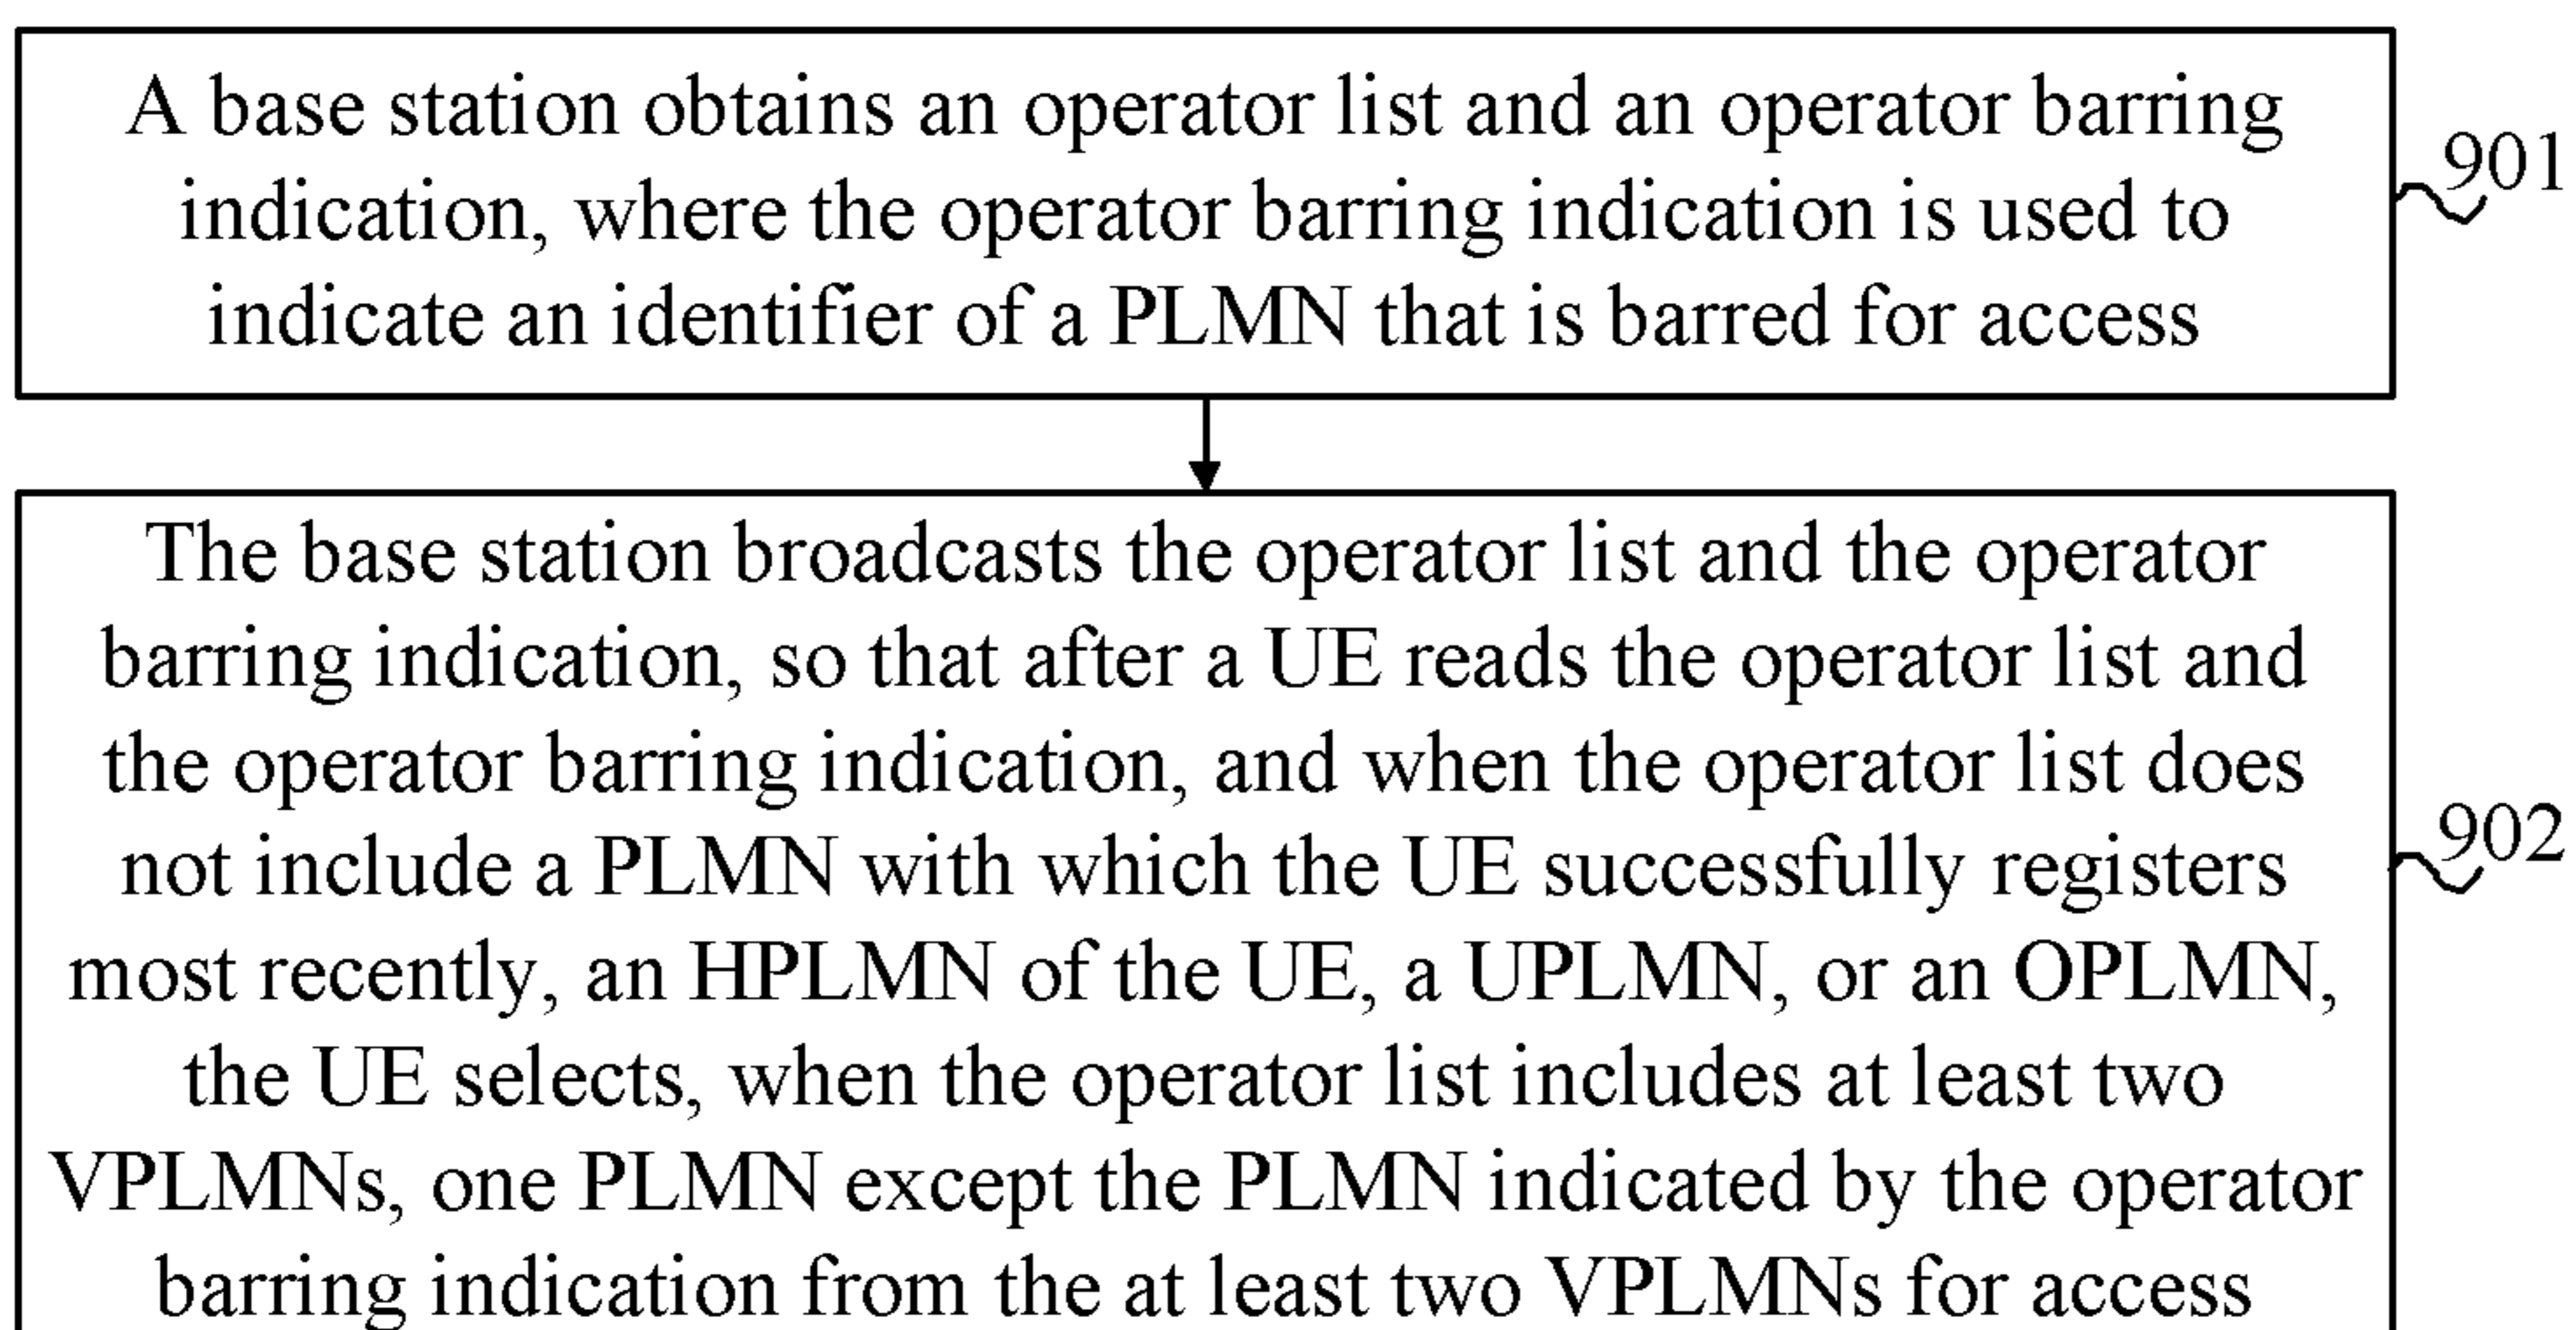 A base station obtains an operator list and an operator barring
indication, where the operator barring indication is used to
indicate an identifier of a PLMN that is barred for access
901
The base station broadcasts the operator list and the operator
barring indication, so that after a UE reads the operator list and
the operator barring indication, and when the operator list does
not include a PLMN with which the UE successfully registers
most recently, an HPLMN of the UE, a UPLMN, or an OPLMN,
the UE selects, when the operator list includes at least two
VPLMNs, one PLMN except the PLMN indicated by the operator
barring indication from the at least two VPLMNs for access
902